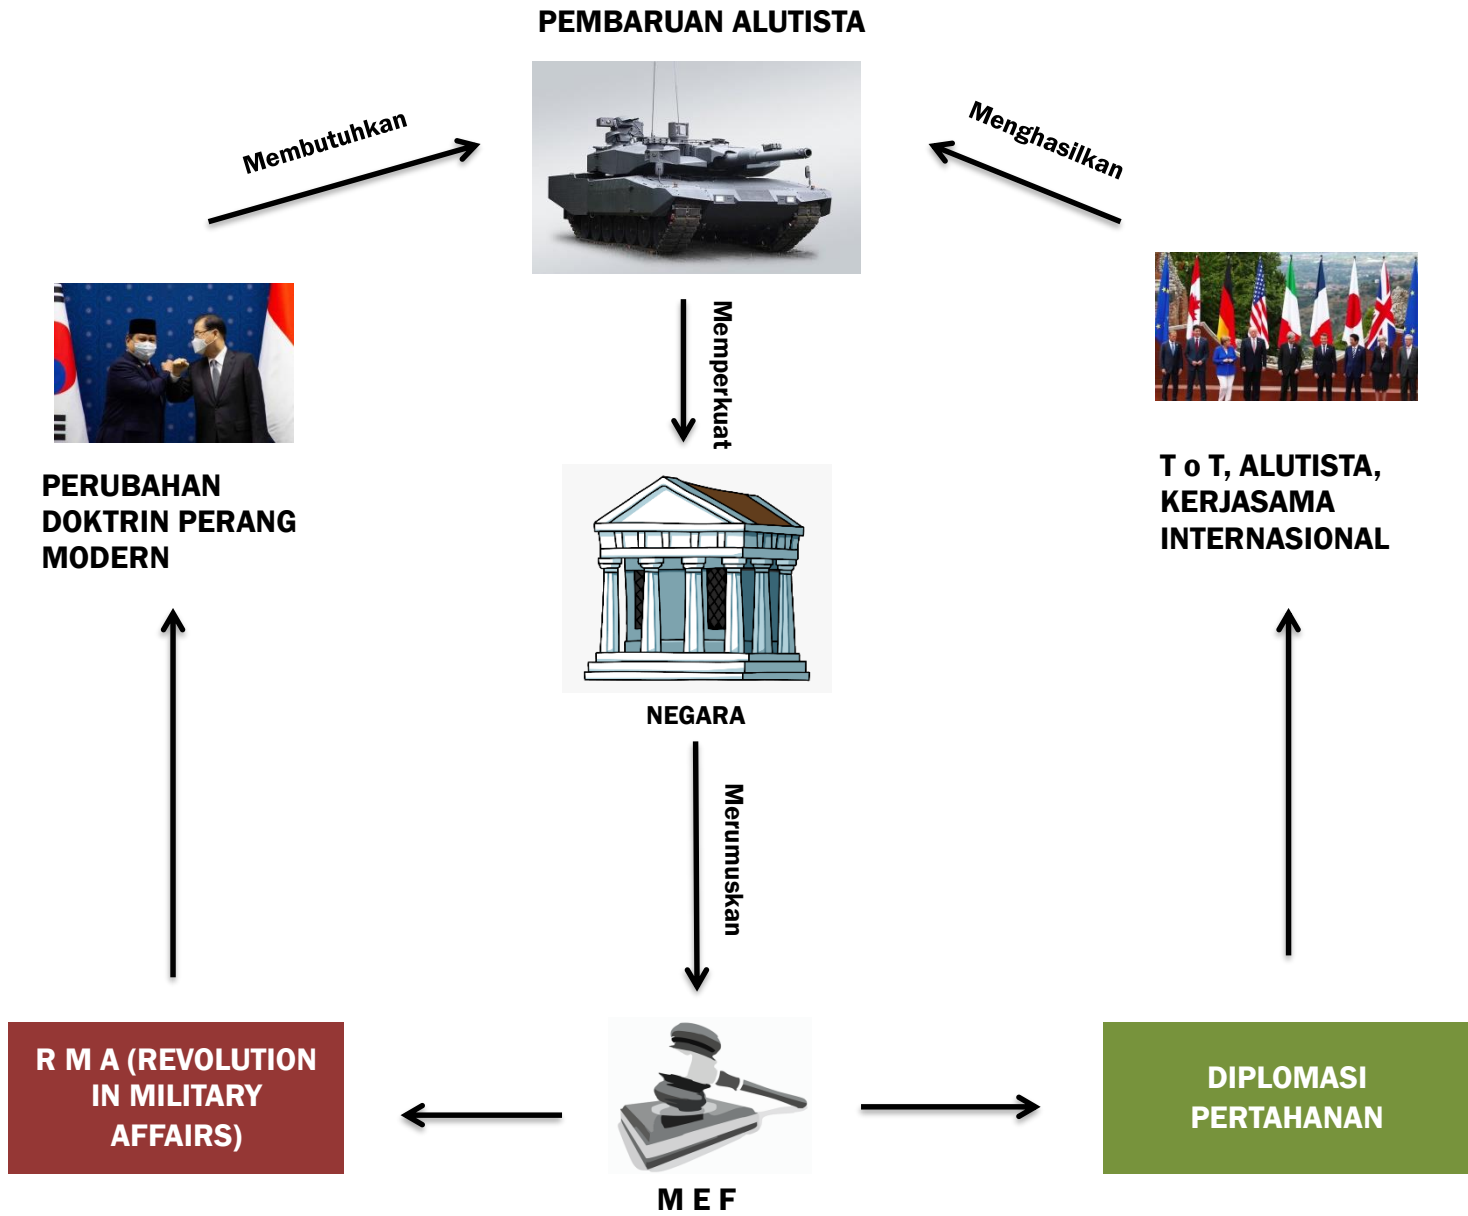 PEMBARUAN ALUTISTA
Membutuhkan
Menghasilkan
Memperkuat
PERUBAHAN
DOKTRIN PERANG
MODERN
T o T, ALUTISTA,
KERJASAMA
INTERNASIONAL
NEGARA
Merumuskan
R M A (REVOLUTION
IN MILITARY
AFFAIRS)
DIPLOMASI
PERTAHANAN
M E F